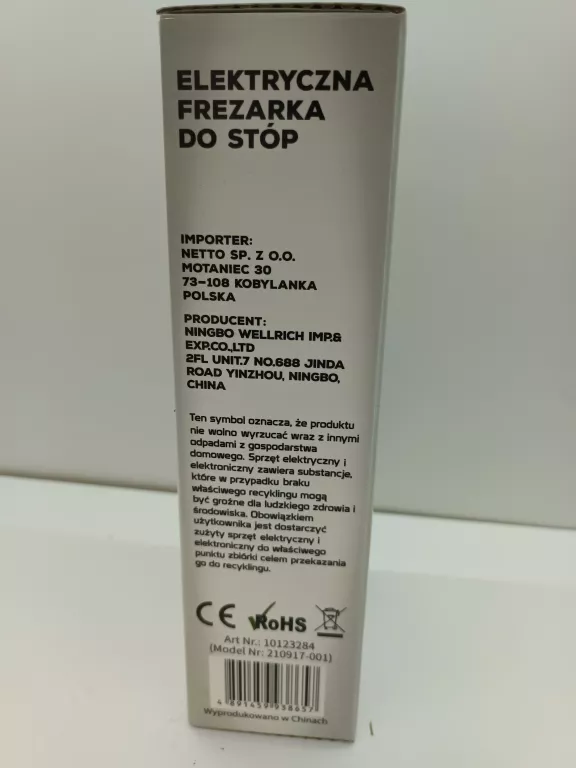 ELEKTRYCZNA
FREZARKA
DO STÓP
IMPORTER:
NETTO SP. Z O.O.
MOTANIEC 30
73-108 KOBYLANKA
POLSKA
PRODUCENT:
NINGBO WELLRICH IMP.&
EXP.CO.,LTD
2FL UNIT.7 NO.688 JINDA
ROAD YINZHOU, NINGBO,
CHINA
Ten symbol oznacza, że produktu
nie wolno wyrzucać wraz z innymi
odpadami z gospodarstwa
domowego. Sprzęt elektryczny i
elektroniczny zawiera substancje,
które w przypadku braku
właściwego recyklingu mogą
być groźne dla ludzkiego zdrowia i
środowiska. Obowiązkiem
użytkownika jest dostarczyć
zużyty sprzęt elektryczny i
elektroniczny do właściwego
punktu zbiórki celem przekazania
go do recyklingu.
CE RoHS
Art Nr.: 10123284
(Model Nr: 210917-001)
4 891459 938657
Wyprodukowano w Chinach